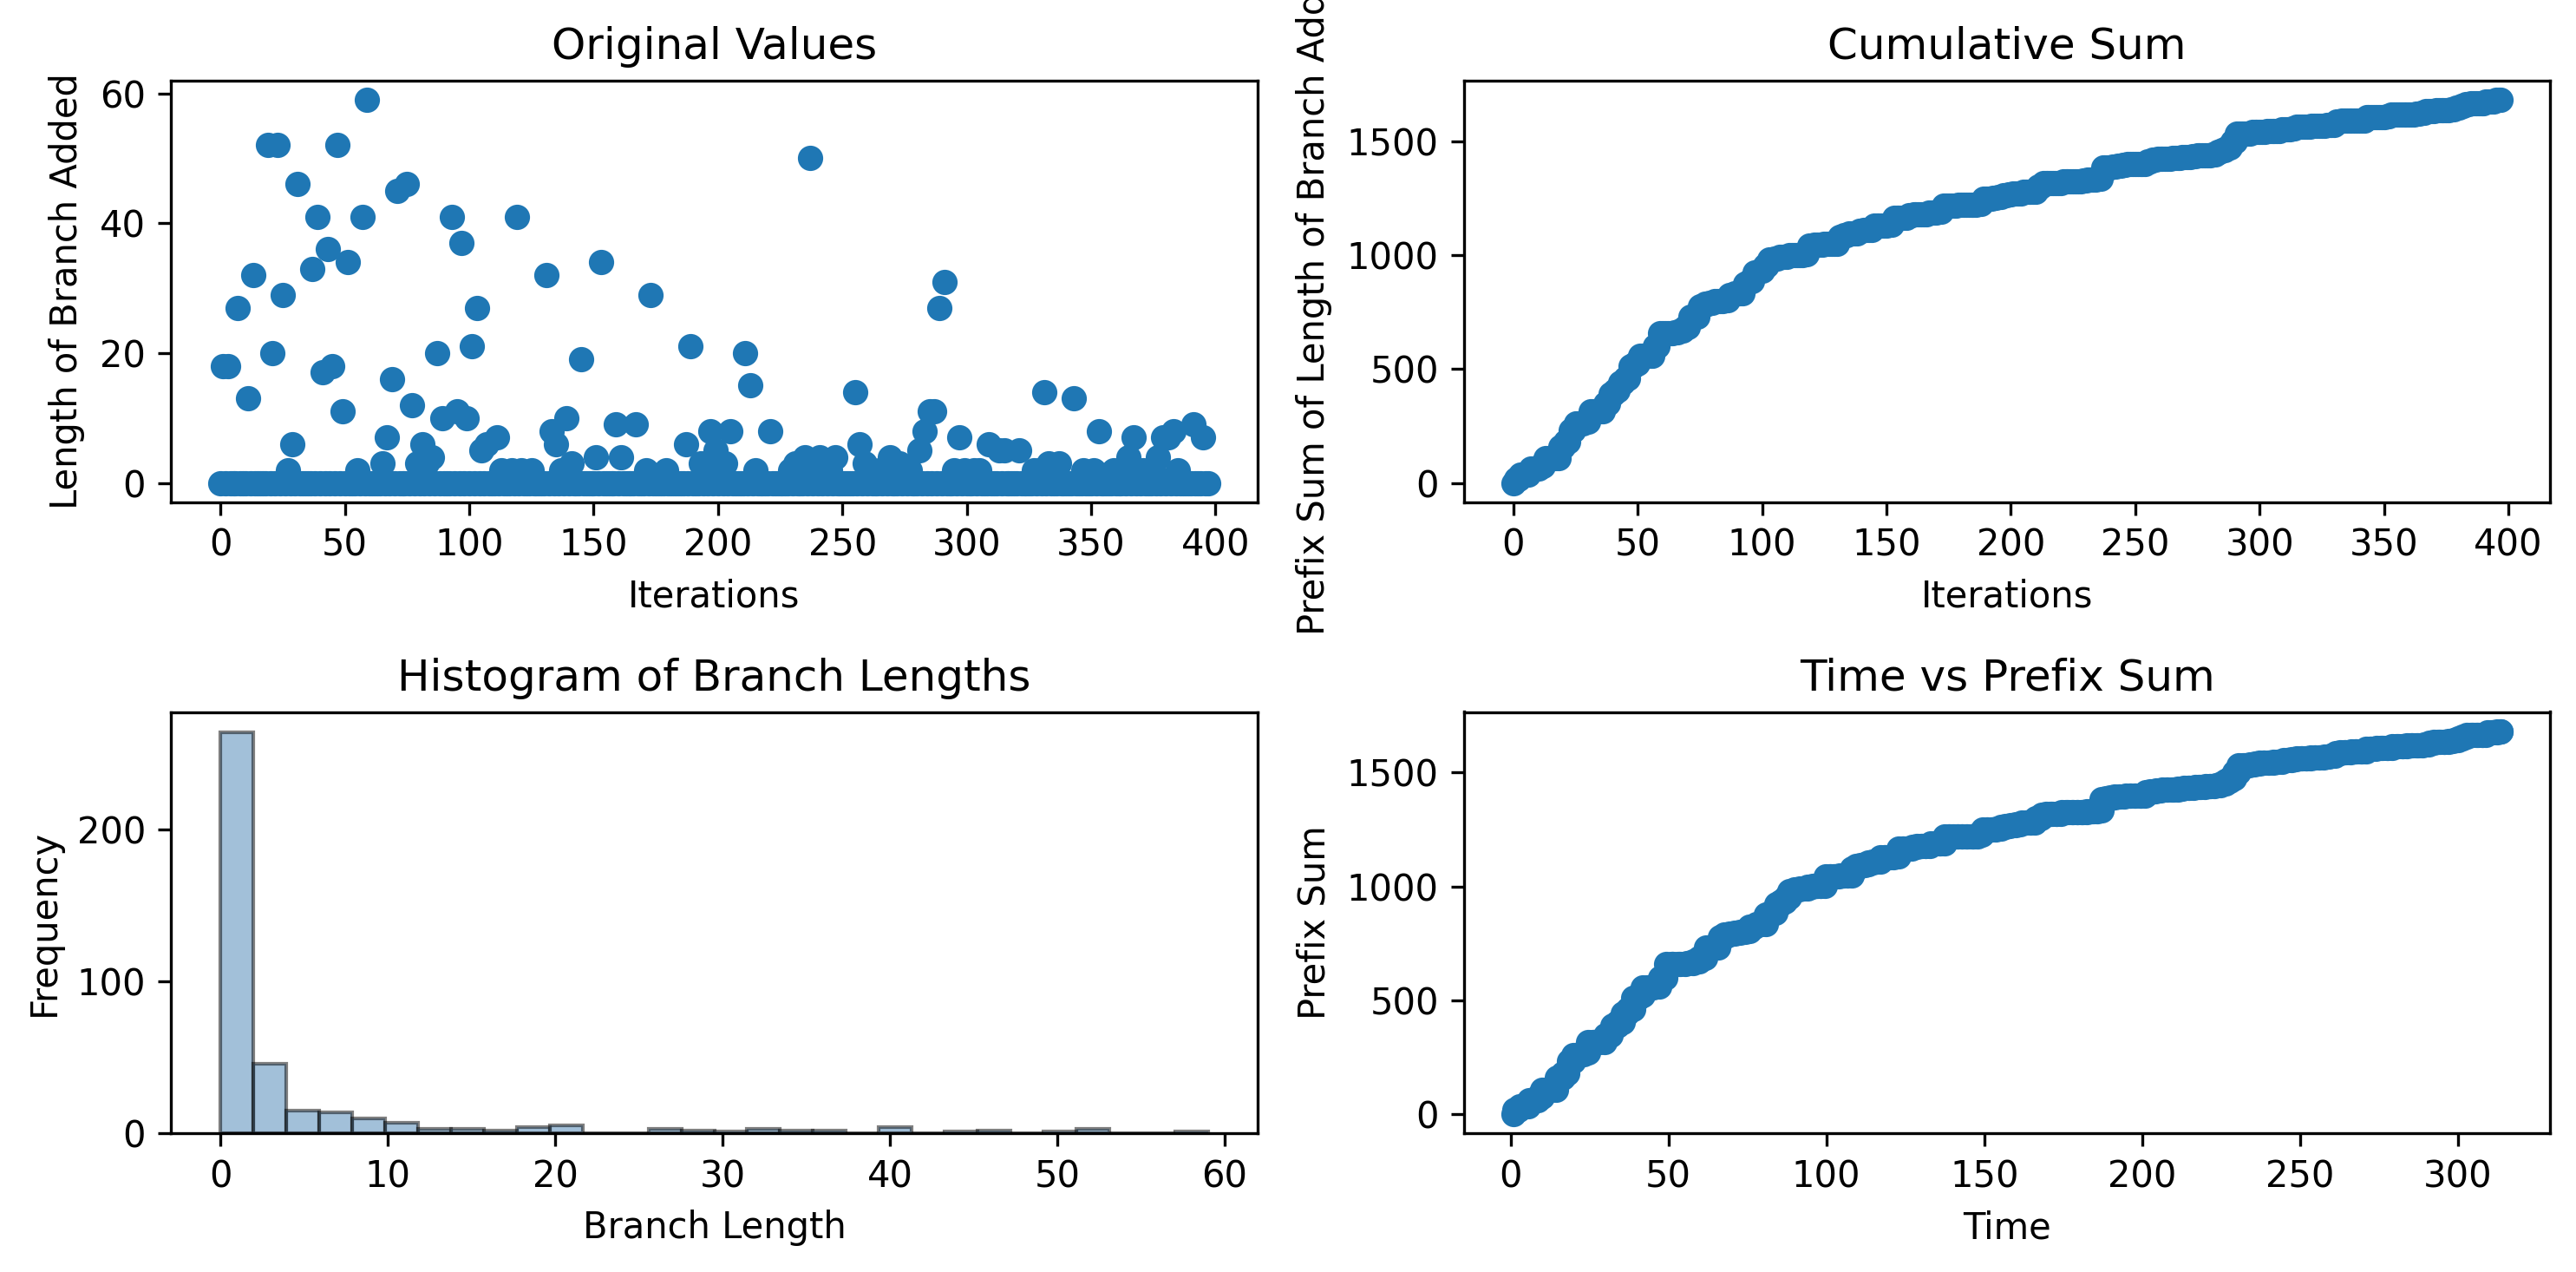 Original Values
Length of Branch Added
60
40
20
0
0 50 100 150 200 250 300 350 400
Iterations
Cumulative Sum
Prefix Sum of Length of Branch
1500
1000
500
0
0 50 100 150 200 250 300 350 400
Iterations
Histogram of Branch Lengths
Frequency
200
100
0
0 10 20 30 40 50 60
Branch Length
Time vs Prefix Sum
Prefix Sum
1500
1000
500
0
0 50 100 150 200 250 300
Time